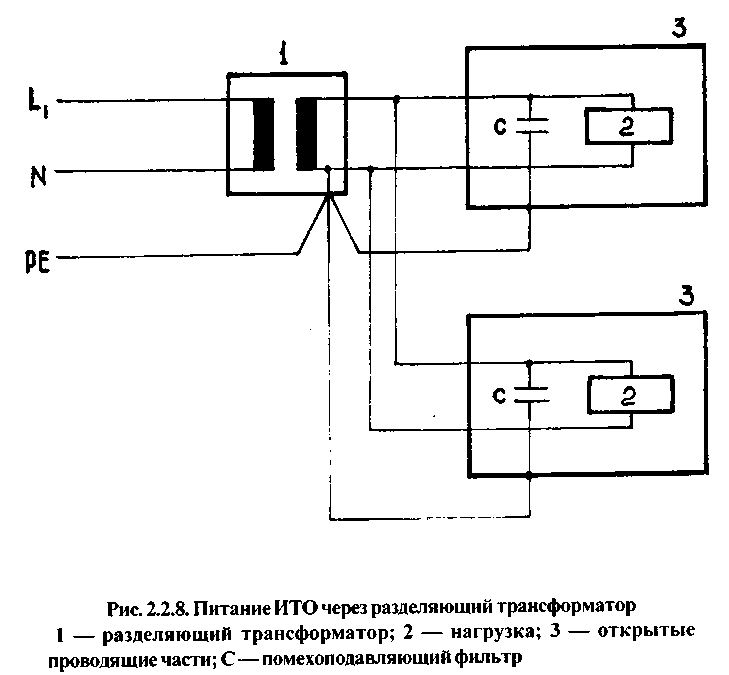 1
3
L₁
C
2
N
PE
3
C
2
Рис. 2.2.8. Питание ИТО через разделяющий трансформатор
1 — разделяющий трансформатор; 2 — нагрузка; 3 — открытые
проводящие части; С — помехоподавляющий фильтр